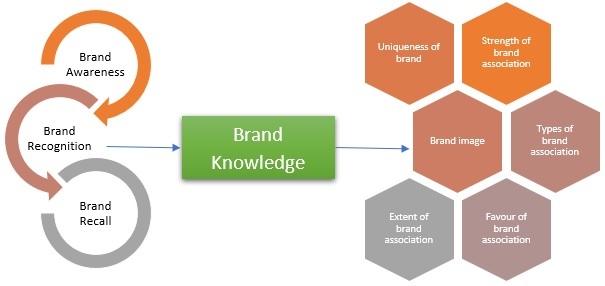 Brand
Awareness
Brand
Recognition
Brand
Recall
Brand
Knowledge
Uniqueness of
brand
Strength of
brand
association
Brand image
Types of
brand
association
Extent of
brand
association
Favour of
brand
association